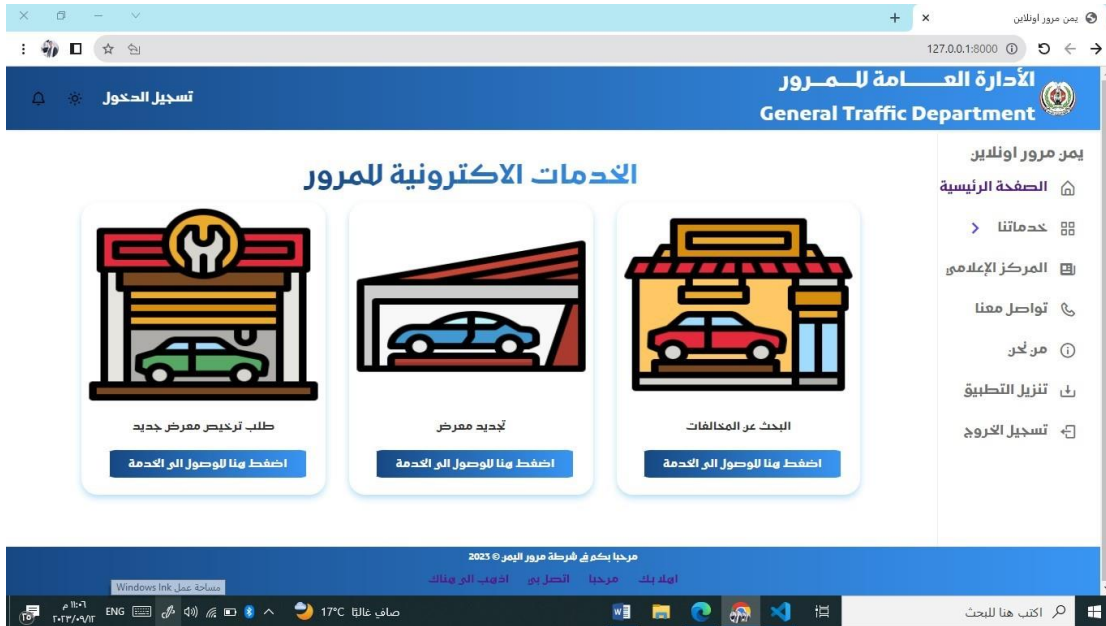 يمن مرور اونلاين
127.0.0.1:8000
الأدارة العـــــامة للــمــرور
General Traffic Department
تسجيل الدخول
يمن مرور اونلاين
الصفحة الرئيسية
خدماتنا
المركز الإعلامي
تواصل معنا
من نحن
تنزيل التطبيق
تسجيل الخروج
الخدمات الاكترونية للمرور
البحث عن المخالفات
اضغط هنا للوصول الى الخدمة
تجديد معرض
اضغط هنا للوصول الى الخدمة
طلب ترخيص معرض جديد
اضغط هنا للوصول الى الخدمة
مرحبا بكم في شرطة مرور اليمن © 2023
اهلا بك مرحبا اتصل بي اذهب الى هناك
مساحة عمل Windows Ink
اكتب هنا للبحث
17°C صافٍ غالبًا
ENG
١١:٠٦ م
٢٠٢٣/٠٩/١٢